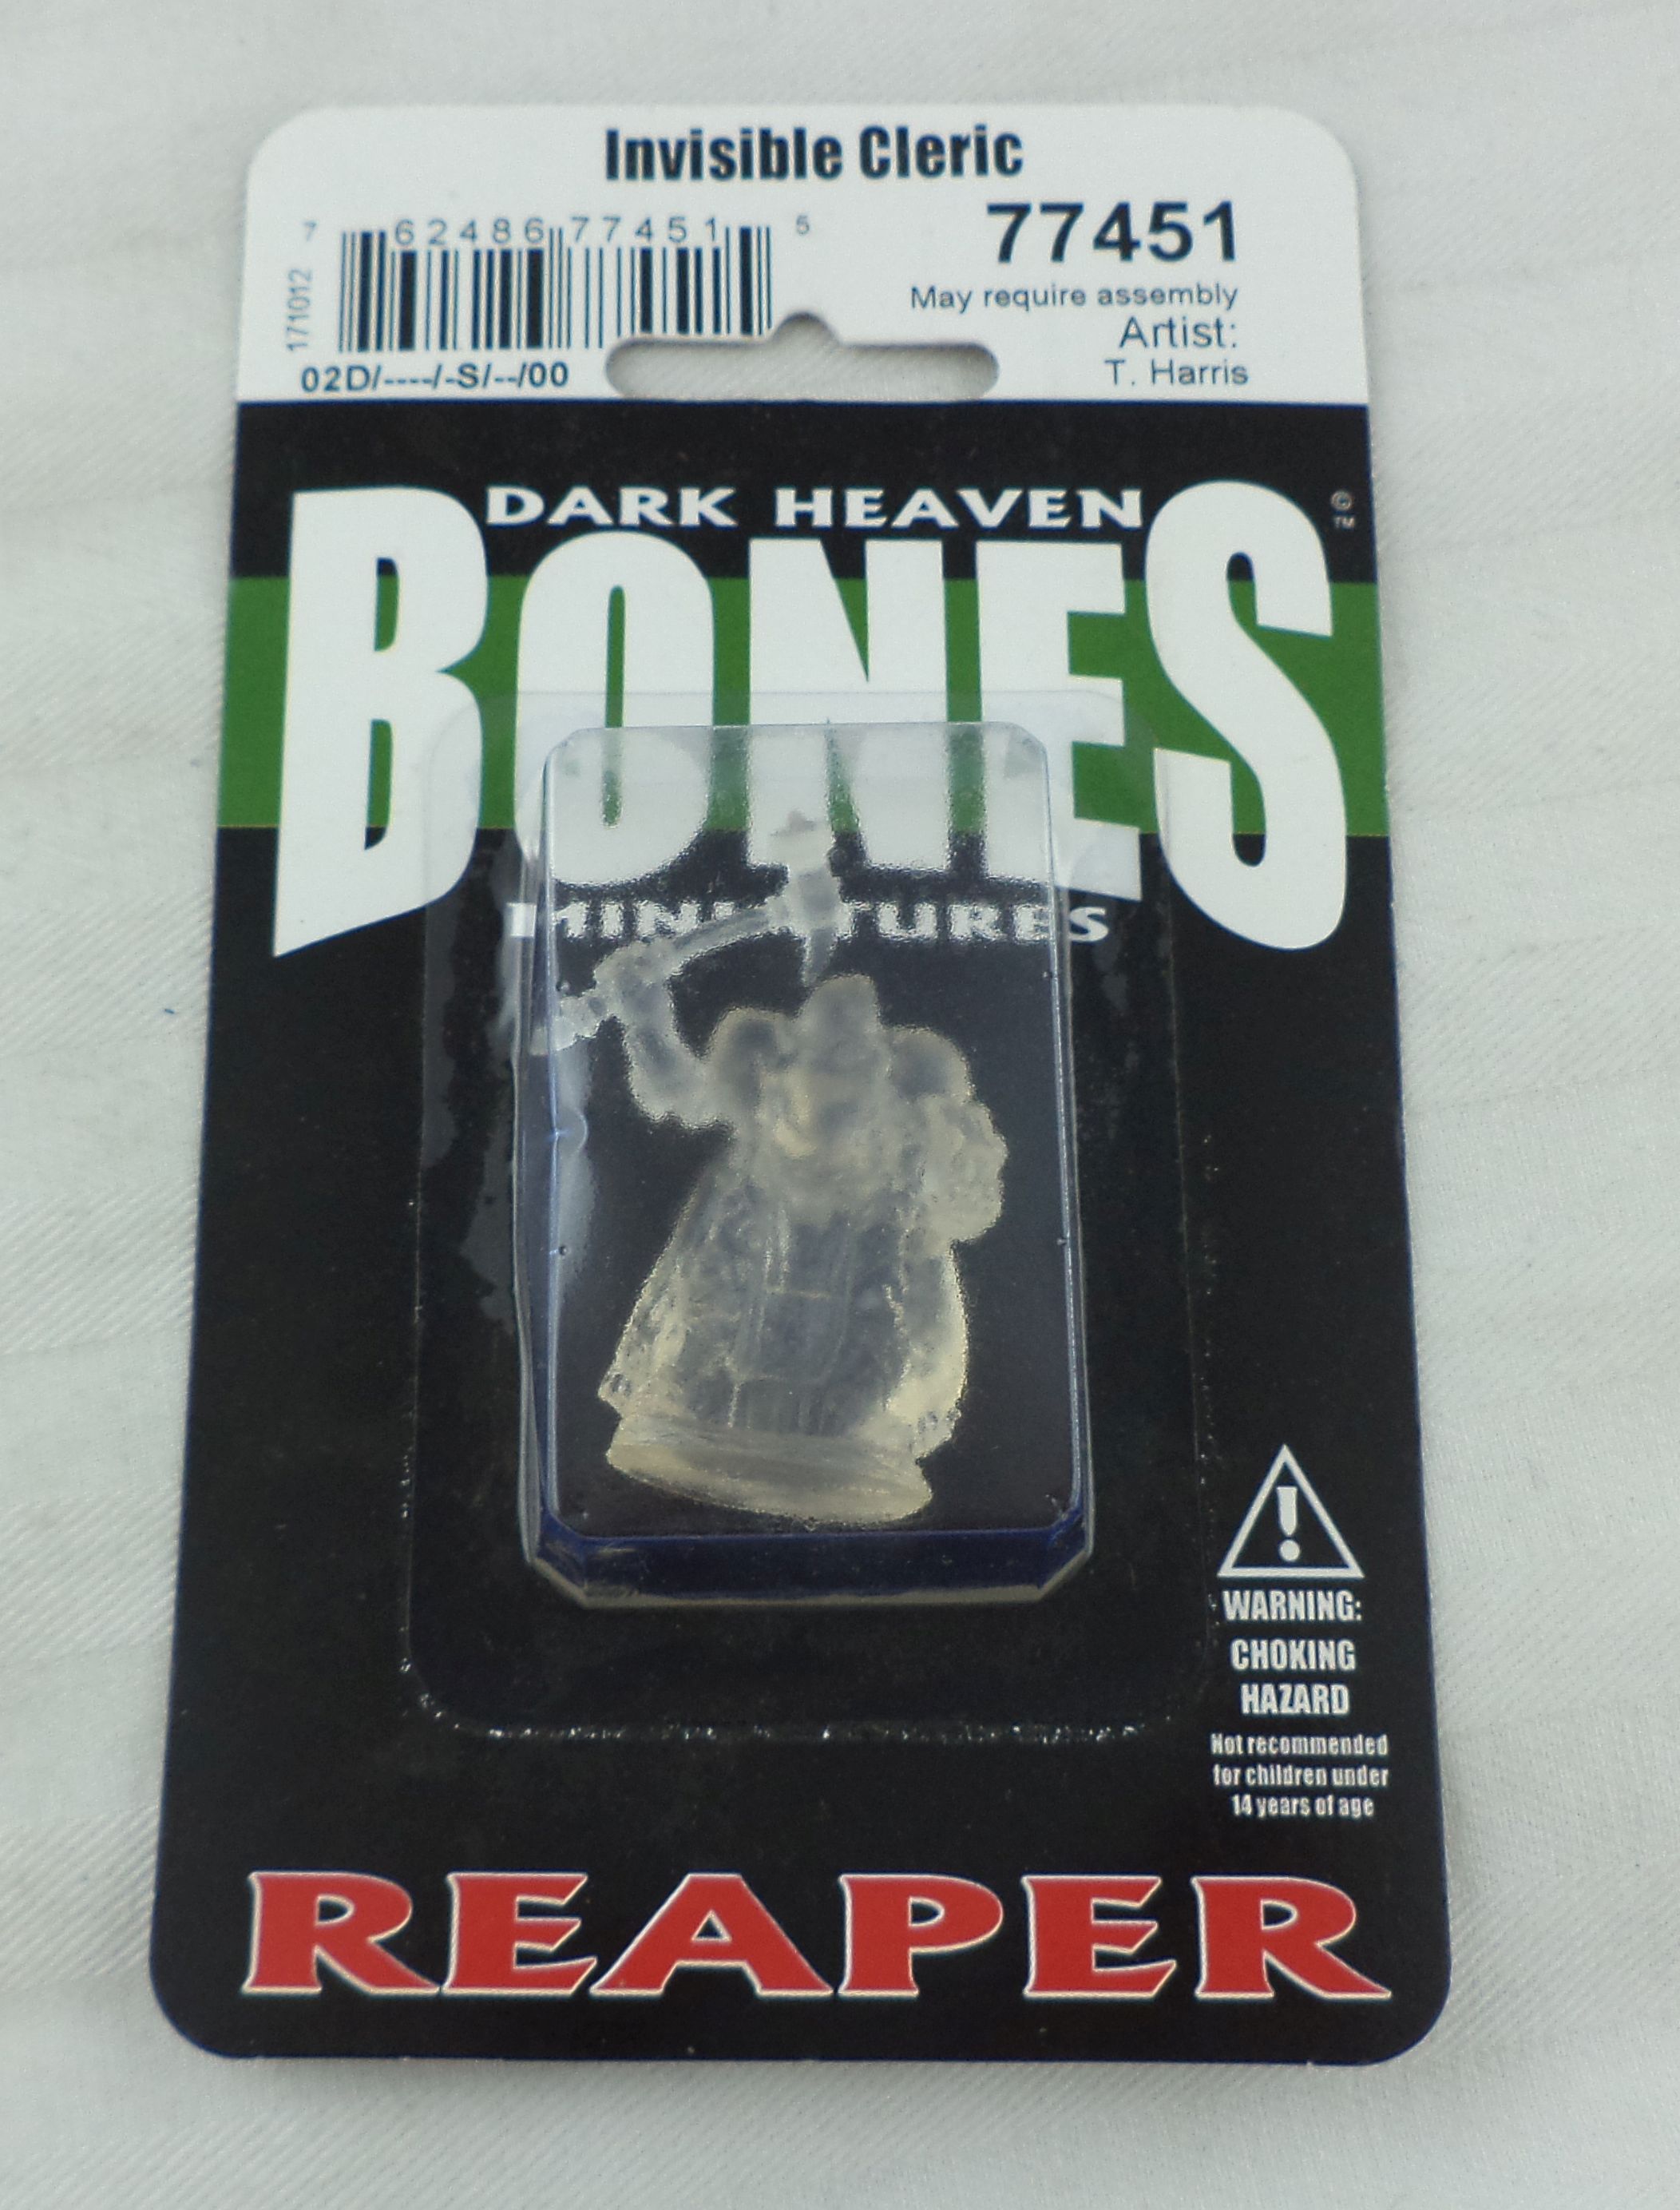 Invisible Cleric
7 62486 77451 5
77451
171012
May require assembly
Artist:
T. Harris
02D/----/-S/--/00
DARK HEAVEN
BONES
©
TM
MINIATURES
WARNING:
CHOKING
HAZARD
Not recommended
for children under
14 years of age
REAPER